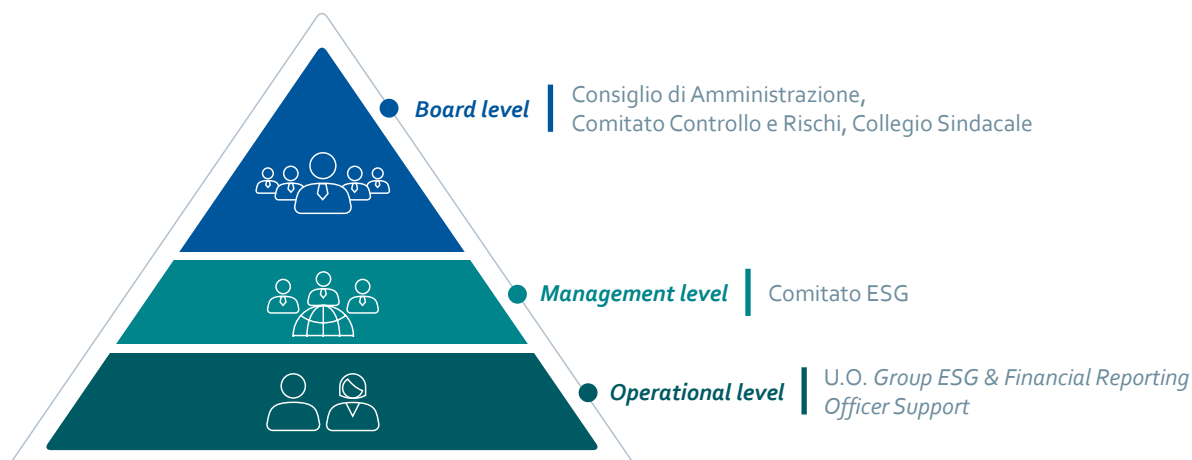 Board level
Consiglio di Amministrazione,
Comitato Controllo e Rischi, Collegio Sindacale
Management level
Comitato ESG
Operational level
U.O. Group ESG & Financial Reporting
Officer Support